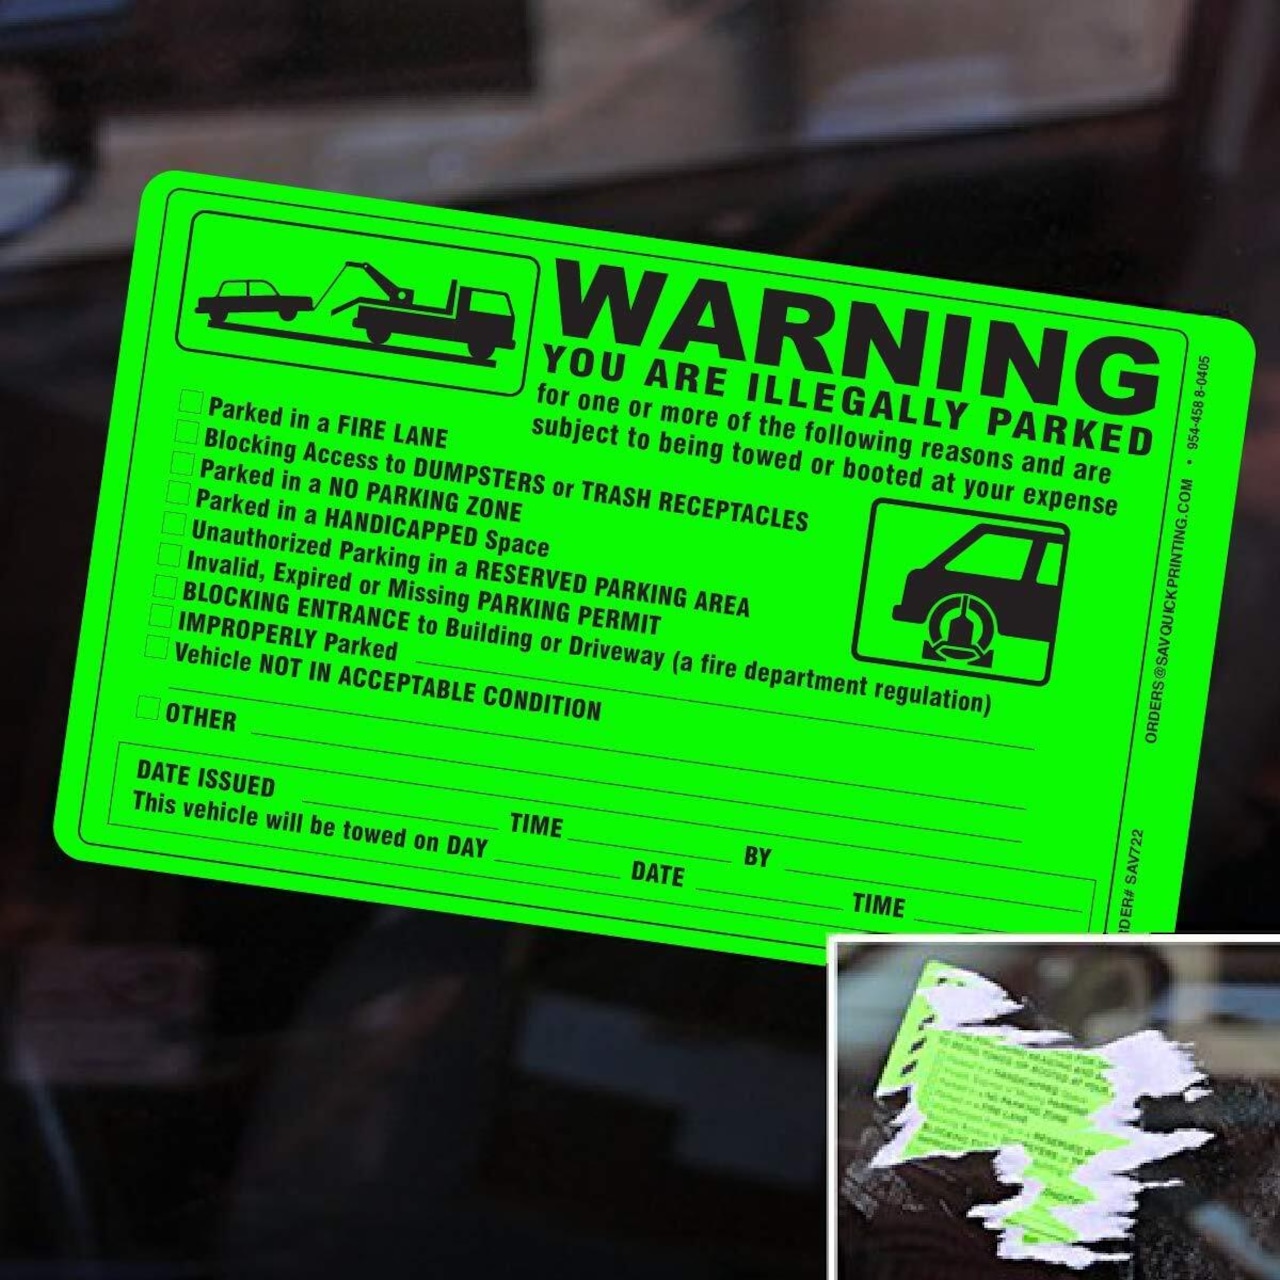 WARNING
YOU ARE ILLEGALLY PARKED
for one or more of the following reasons and are
subject to being towed or booted at your expense
Parked in a FIRE LANE
Blocking Access to DUMPSTERS or TRASH RECEPTACLES
Parked in a NO PARKING ZONE
Parked in a HANDICAPPED Space
Unauthorized Parking in a RESERVED PARKING AREA
Invalid, Expired or Missing PARKING PERMIT
BLOCKING ENTRANCE to Building or Driveway (a fire department regulation)
IMPROPERLY Parked
Vehicle NOT IN ACCEPTABLE CONDITION
OTHER
DATE ISSUED TIME BY
This vehicle will be towed on DAY DATE TIME
ORDERS@SAVQUICKPRINTING.COM • 954-458 8-0405
RDER# SAV722